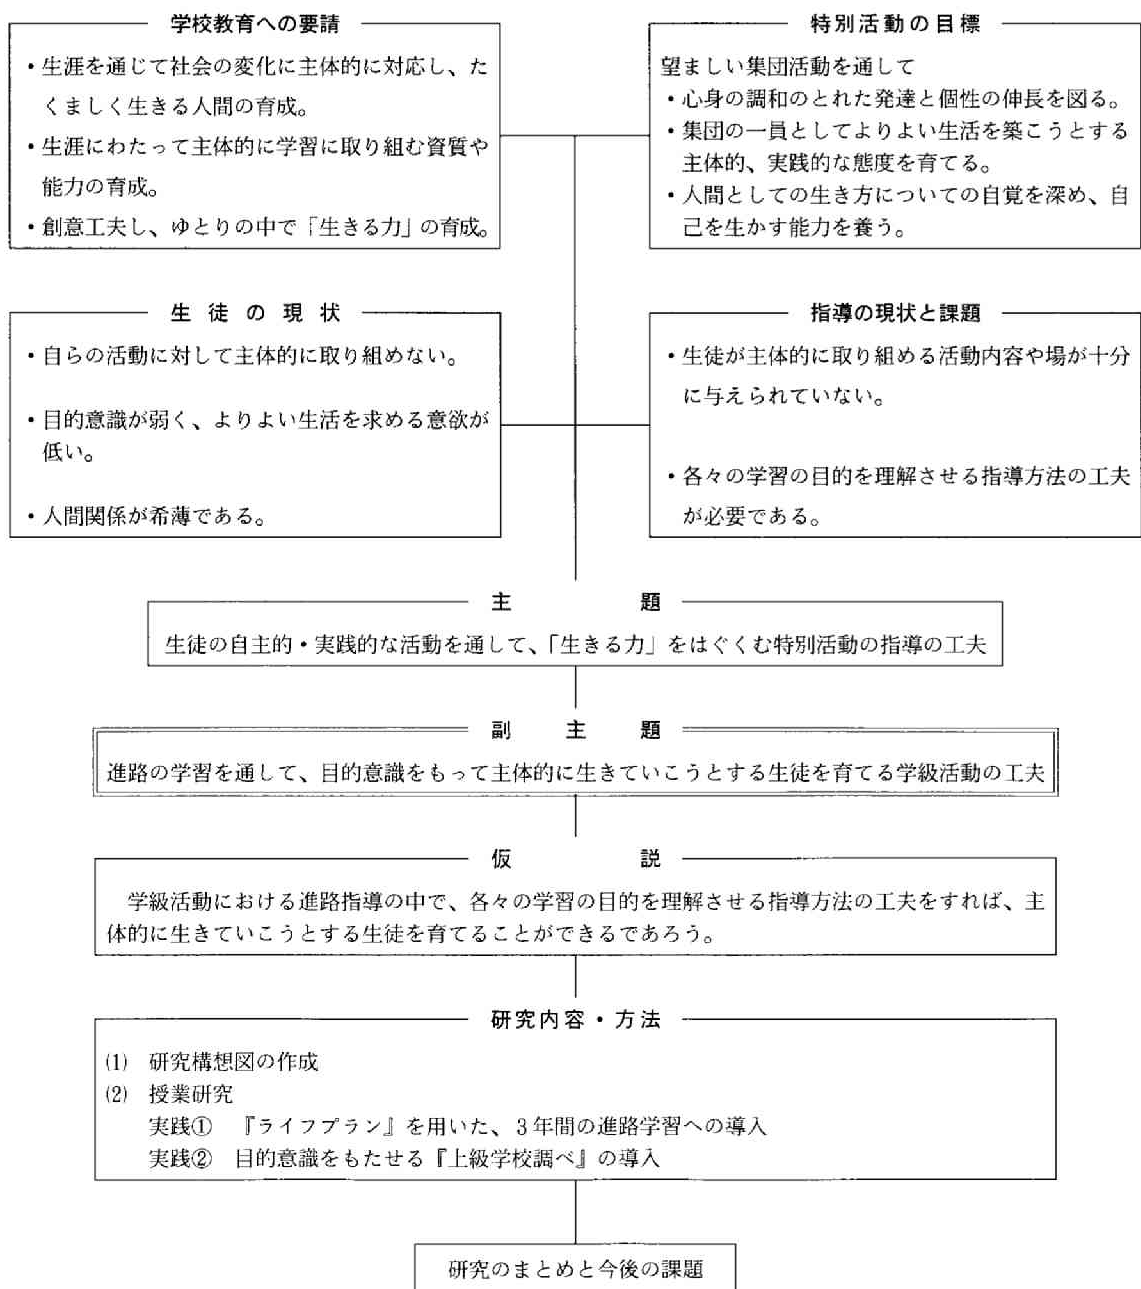 学校教育への要請
・生涯を通じて社会の変化に主体的に対応し、た
くましく生きる人間の育成。
・生涯にわたって主体的に学習に取り組む資質や
能力の育成。
・創意工夫し、ゆとりの中で「生きる力」の育成。
特別活動の目標
望ましい集団活動を通して
・心身の調和のとれた発達と個性の伸長を図る。
・集団の一員としてよりよい生活を築こうとする
主体的、実践的な態度を育てる。
・人間としての生き方についての自覚を深め、自
己を生かす能力を養う。
生徒の現状
・自らの活動に対して主体的に取り組めない。
・目的意識が弱く、よりよい生活を求める意欲が
低い。
・人間関係が希薄である。
指導の現状と課題
・生徒が主体的に取り組める活動内容や場が十分
に与えられていない。
・各々の学習の目的を理解させる指導方法の工夫
が必要である。
主題
生徒の自主的・実践的な活動を通して、「生きる力」をはぐくむ特別活動の指導の工夫
副主題
進路の学習を通して、目的意識をもって主体的に生きていこうとする生徒を育てる学級活動の工夫
仮説
学級活動における進路指導の中で、各々の学習の目的を理解させる指導方法の工夫をすれば、主
体的に生きていこうとする生徒を育てることができるであろう。
研究内容・方法
(1) 研究構想図の作成
(2) 授業研究
実践① 『ライフプラン』を用いた、3年間の進路学習への導入
実践② 目的意識をもたせる『上級学校調べ』の導入
研究のまとめと今後の課題